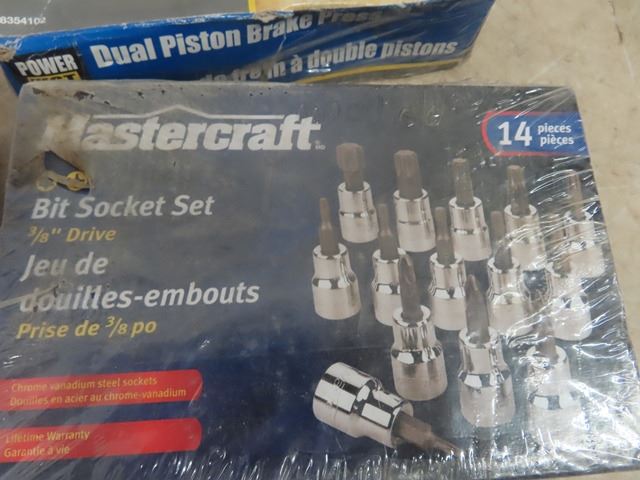 8354102
Dual Piston Brake Press
POWER
à double pistons
Mastercraft
14 pieces
pièces
Bit Socket Set
3/8" Drive
Jeu de
douilles-embouts
Prise de 3/8 po
Chrome vanadium steel sockets
Douilles en acier au chrome-vanadium
Lifetime Warranty
Garantie à vie